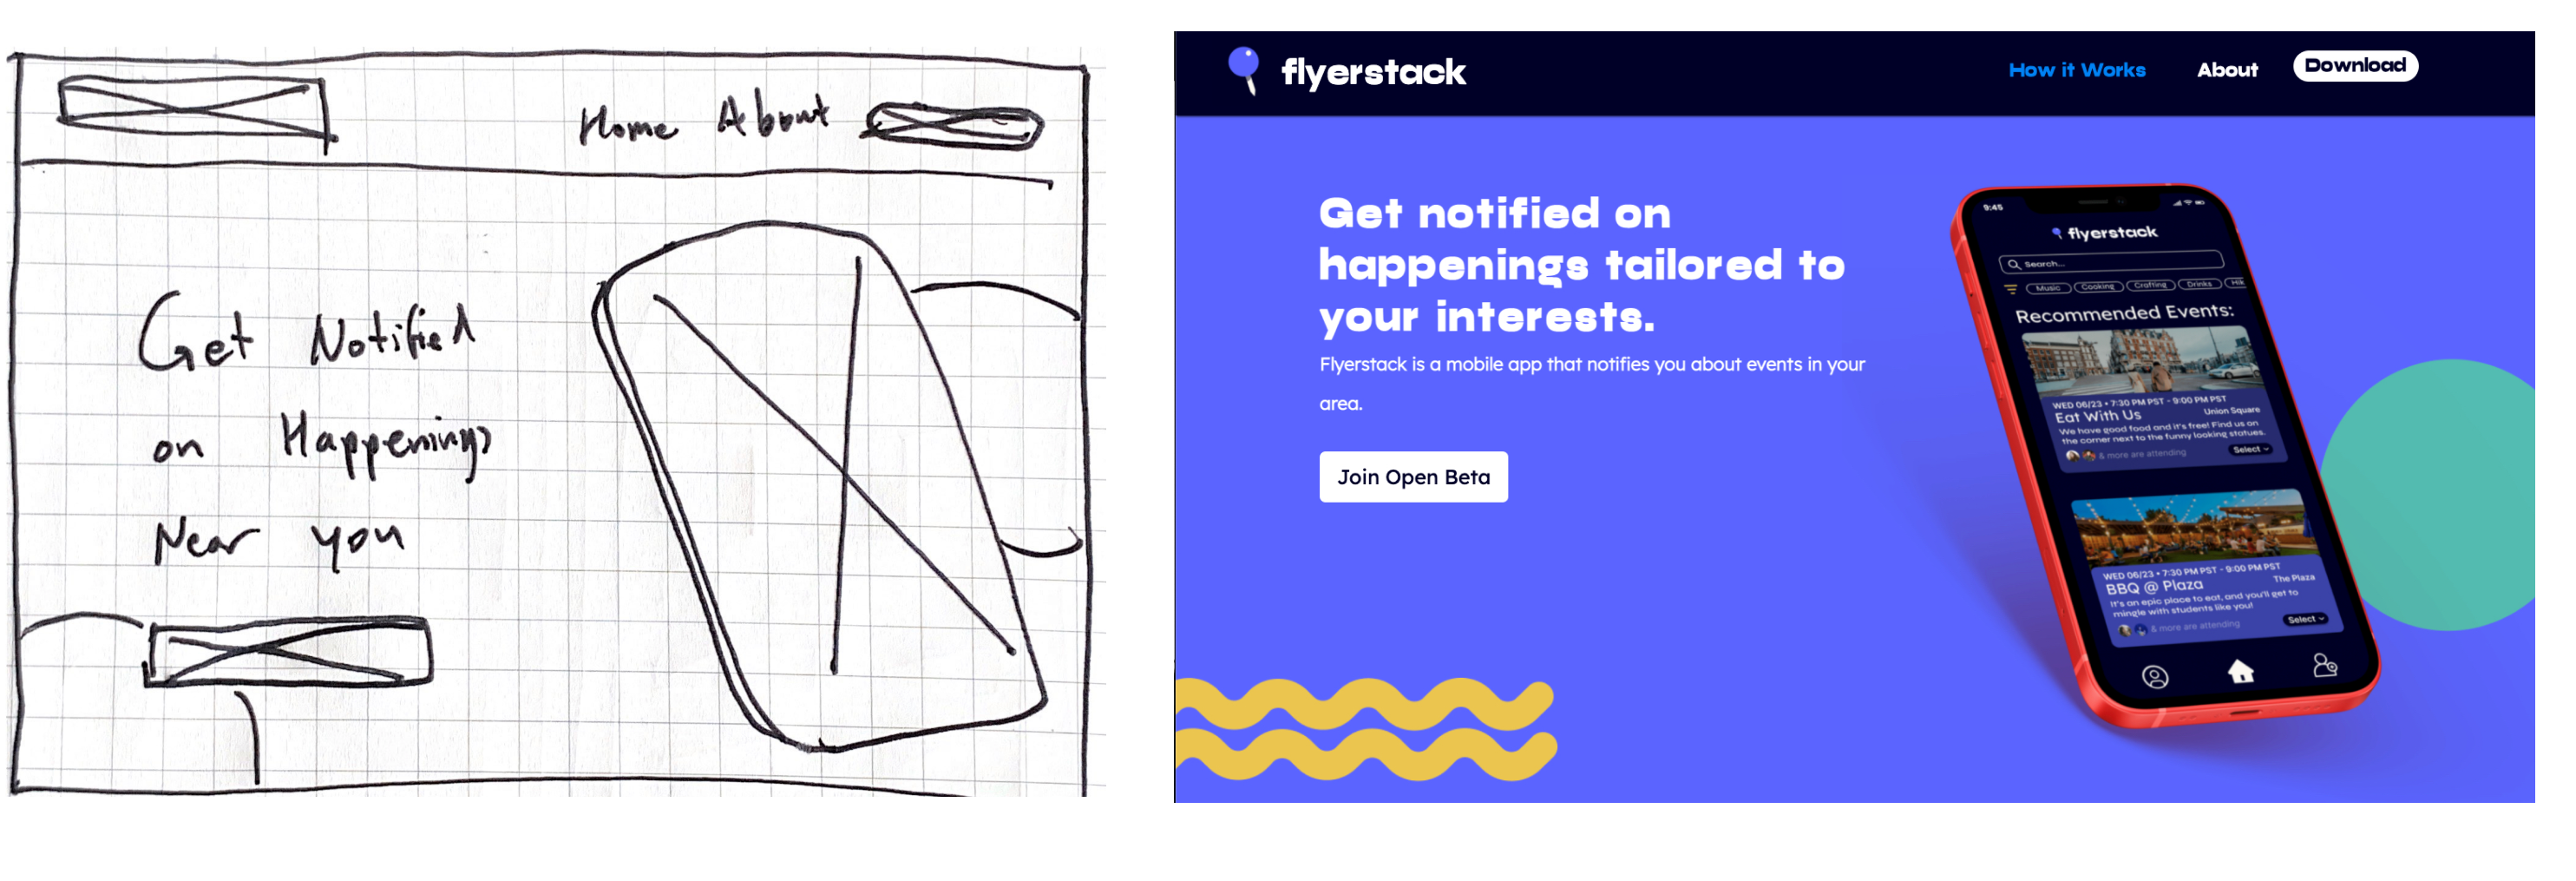 Home About
Get Notified
on Happenings
Near you
flyerstack
How it Works About Download
Get notified on
happenings tailored to
your interests.
Flyerstack is a mobile app that notifies you about events in your
area.
Join Open Beta
9:45
flyerstack
Search...
Music Cooking Crafting Drinks Hik
Recommended Events:
WED 06/23 • 7:30 PM PST - 9:00 PM PST
Eat With Us Union Square
We have good food and it's free! Find us on
the corner next to the funny looking statues.
& more are attending Select
WED 06/23 • 7:30 PM PST - 9:00 PM PST
BBQ @ Plaza The Plaza
It's an epic place to eat, and you'll get to
mingle with students like you!
& more are attending Select